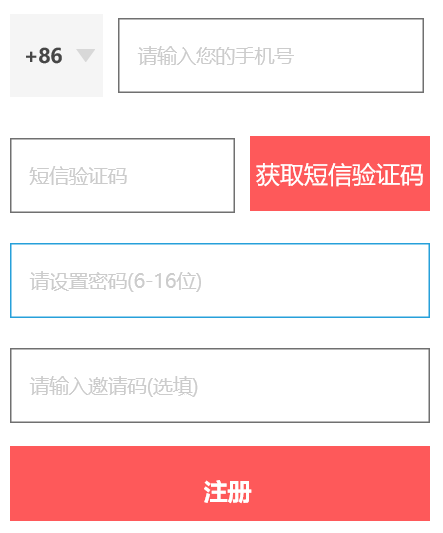 +86
请输入您的手机号
短信验证码
获取短信验证码
请设置密码(6-16位)
请输入邀请码(选填)
注册